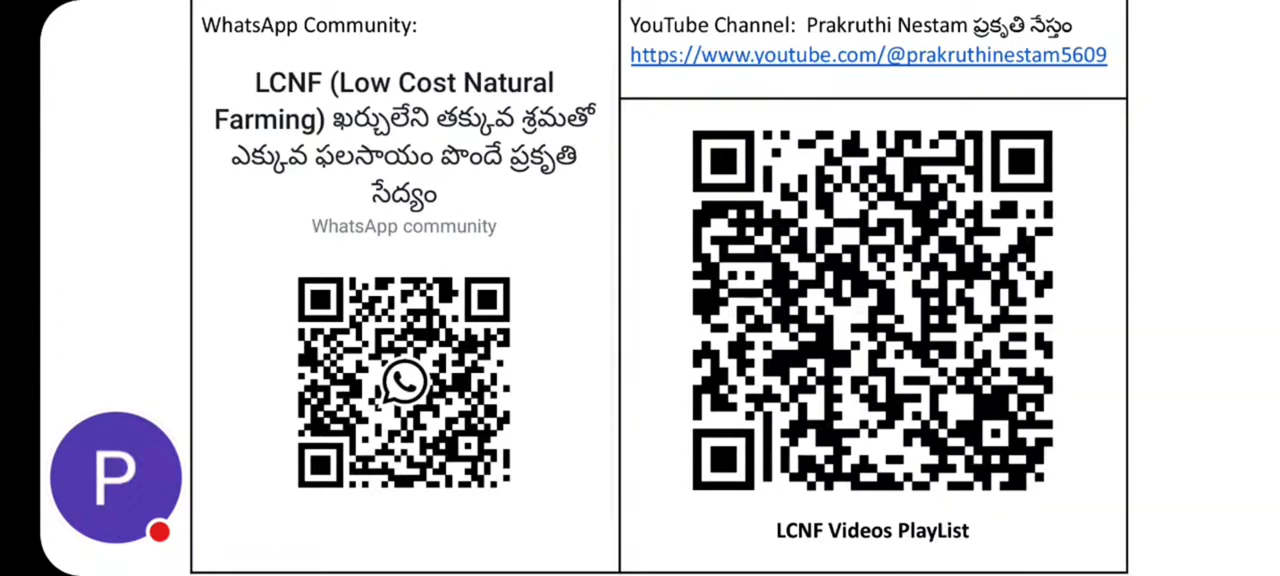 WhatsApp Community:
LCNF (Low Cost Natural
Farming) ఖర్చులేని తక్కువ శ్రమతో
ఎక్కువ ఫలసాయం పొందే ప్రకృతి
సేద్యం
WhatsApp community
YouTube Channel: Prakruthi Nestam ప్రకృతి నేస్తం
https://www.youtube.com/@prakruthinestam5609
LCNF Videos PlayList
P